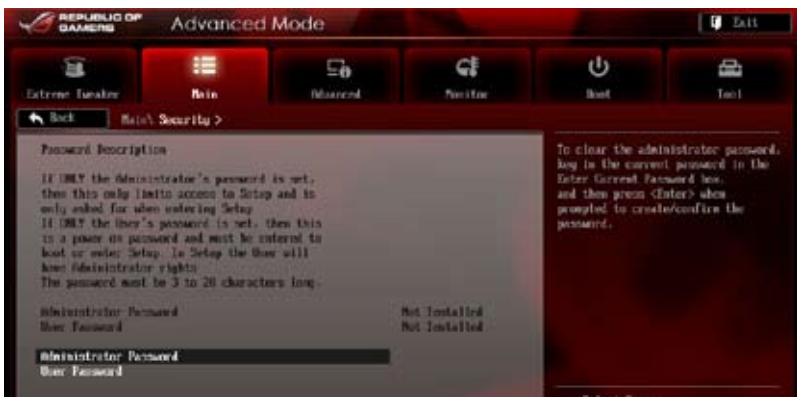 REPUBLIC OF GAMERS
Advanced Mode
Exit
Extreme Tweaker
Main
Advanced
Monitor
Boot
Tool
Back
Main\ Security >
Password Description
If ONLY the Administrator's password is set,
then this only limits access to Setup and is
only asked for when entering Setup
If ONLY the User's password is set, then this
is a power on password and must be entered to
boot or enter Setup. In Setup the User will
have Administrator rights
The password must be 3 to 20 characters long.
Administrator Password Not Installed
User Password Not Installed
Administrator Password
User Password
To clear the administrator password,
key in the current password in the
Enter Current Password box,
and then press <Enter> when
prompted to create/confirm the
password.